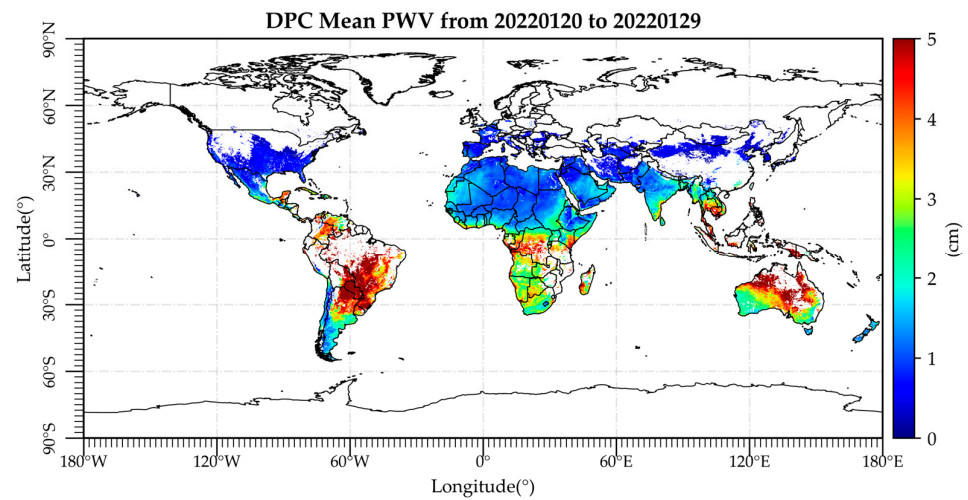 DPC Mean PWV from 20220120 to 20220129
90°N
60°N
30°N
0°
30°S
60°S
90°S
Latitude(°)
180°W
120°W
60°W
0°
60°E
120°E
180°E
Longitude(°)
5
4
3
2
1
0
(cm)